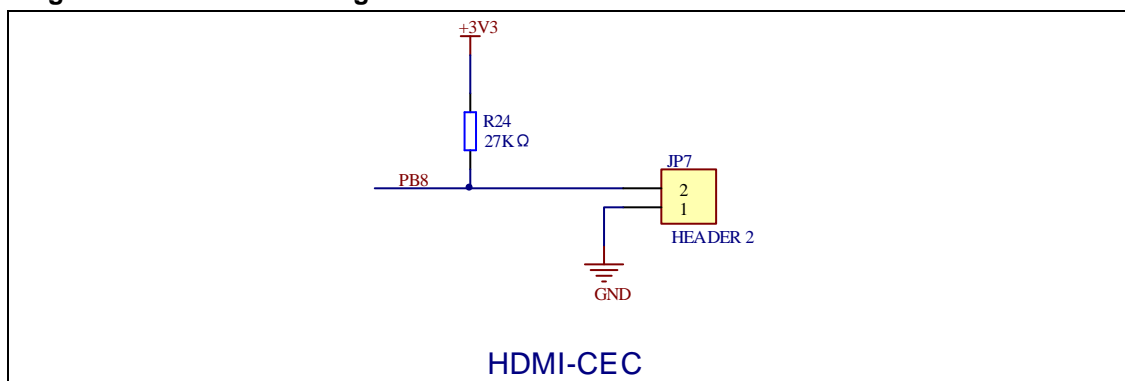 +3V3
R24
27KΩ
PB8
JP7
2
1
HEADER 2
GND
HDMI-CEC